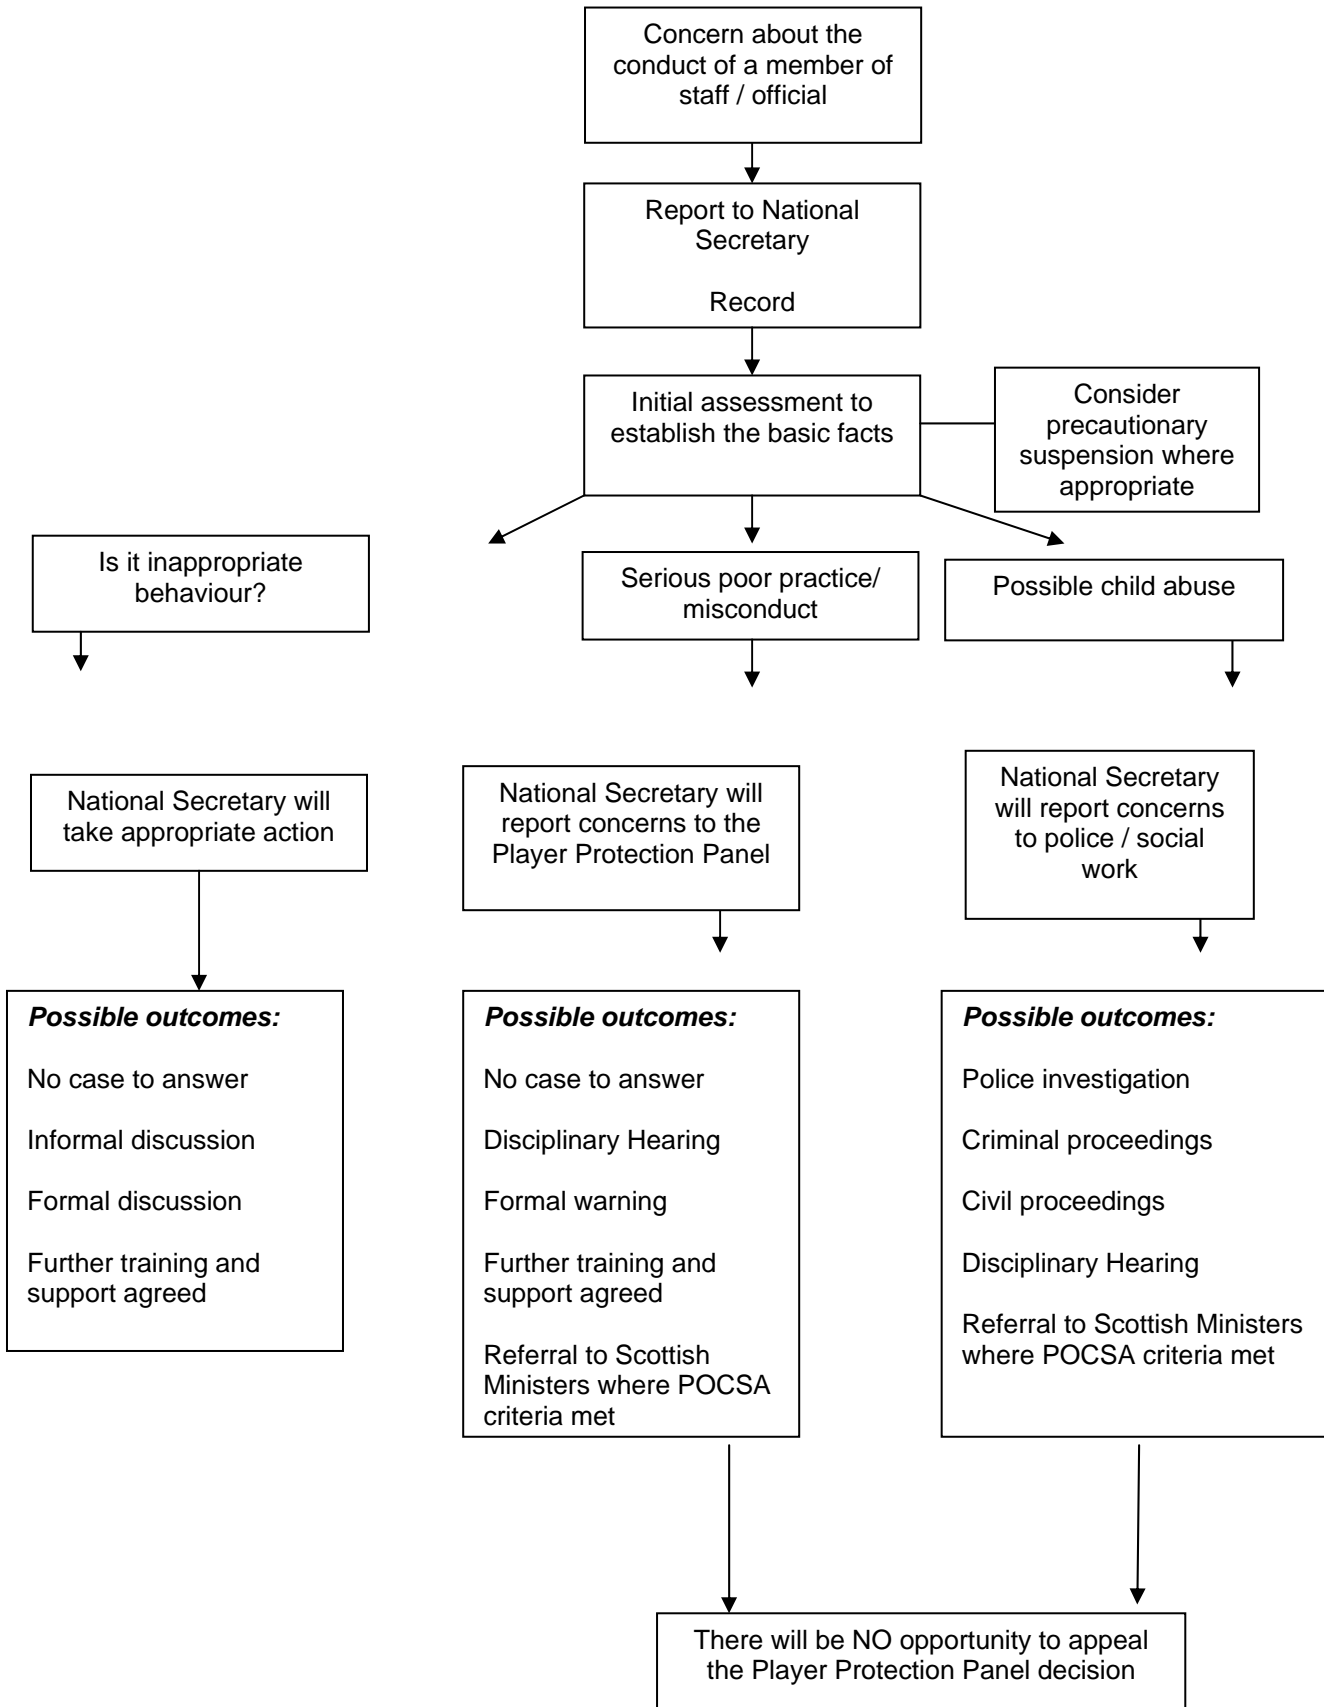 Concern about the
conduct of a member of
staff / official
Report to National
Secretary
Record
Initial assessment to
establish the basic facts
Consider
precautionary
suspension where
appropriate
Is it inappropriate
behaviour?
Serious poor practice/
misconduct
Possible child abuse
National Secretary will
take appropriate action
National Secretary will
report concerns to the
Player Protection Panel
National Secretary
will report concerns
to police / social
work
Possible outcomes:
No case to answer
Informal discussion
Formal discussion
Further training and
support agreed
Possible outcomes:
No case to answer
Disciplinary Hearing
Formal warning
Further training and
support agreed
Referral to Scottish
Ministers where POCSA
criteria met
Possible outcomes:
Police investigation
Criminal proceedings
Civil proceedings
Disciplinary Hearing
Referral to Scottish Ministers
where POCSA criteria met
There will be NO opportunity to appeal
the Player Protection Panel decision